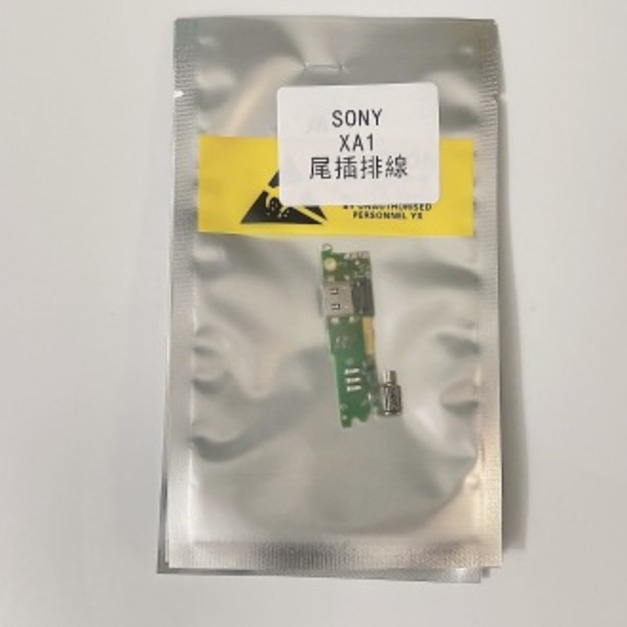 SONY
XA1
尾插排線
BY UNAUTHORISED
PERSONNEL YX